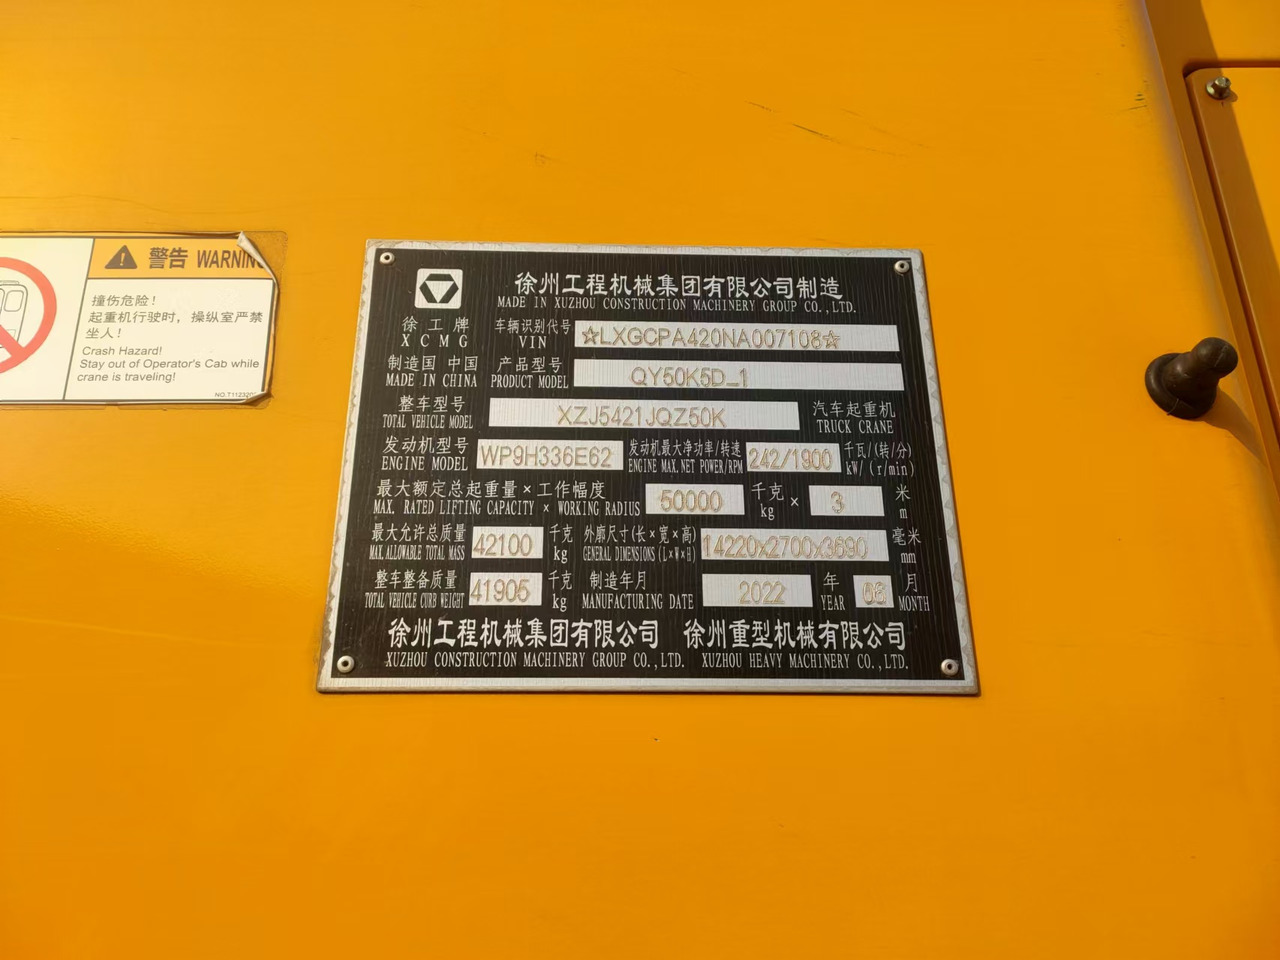 警告 WARNING
撞伤危险！
起重机行驶时，操纵室严禁
坐人！
Crash Hazard!
Stay out of Operator's Cab while
crane is traveling!
徐州工程机械集团有限公司制造
MADE IN XUZHOU CONSTRUCTION MACHINERY GROUP CO.,LTD.
徐工牌 车辆识别代号 ☆LXGCPA420NA007108☆
XCMG VIN
制造国 中国 产品型号 QY50K5D_1
MADE IN CHINA PRODUCT MODEL
整车型号 XZJ5421JQZ50K 汽车起重机
TOTAL VEHICLE MODEL TRUCK CRANE
发动机型号 WP9H336E62 发动机最大净功率/转速 242/1900 千瓦/(转/分)
ENGINE MODEL ENGINE MAX.NET POWER/RPM kW/(r/min)
最大额定总起重量×工作幅度 50000 千克 × 3 米
MAX. RATED LIFTING CAPACITY × WORKING RADIUS kg m
最大允许总质量 42100 千克 外廓尺寸(长×宽×高) 14220x2700x3690 毫米
MAX.ALLOWABLE TOTAL MASS kg GENERAL DIMENSIONS(L×W×H) mm
整车整备质量 41905 千克 制造年月 2022 年 月
TOTAL VEHICLE CURB WEIGHT kg MANUFACTURING DATE YEAR MONTH
徐州工程机械集团有限公司 徐州重型机械有限公司
XUZHOU CONSTRUCTION MACHINERY GROUP CO.,LTD. XUZHOU HEAVY MACHINERY CO.,LTD.